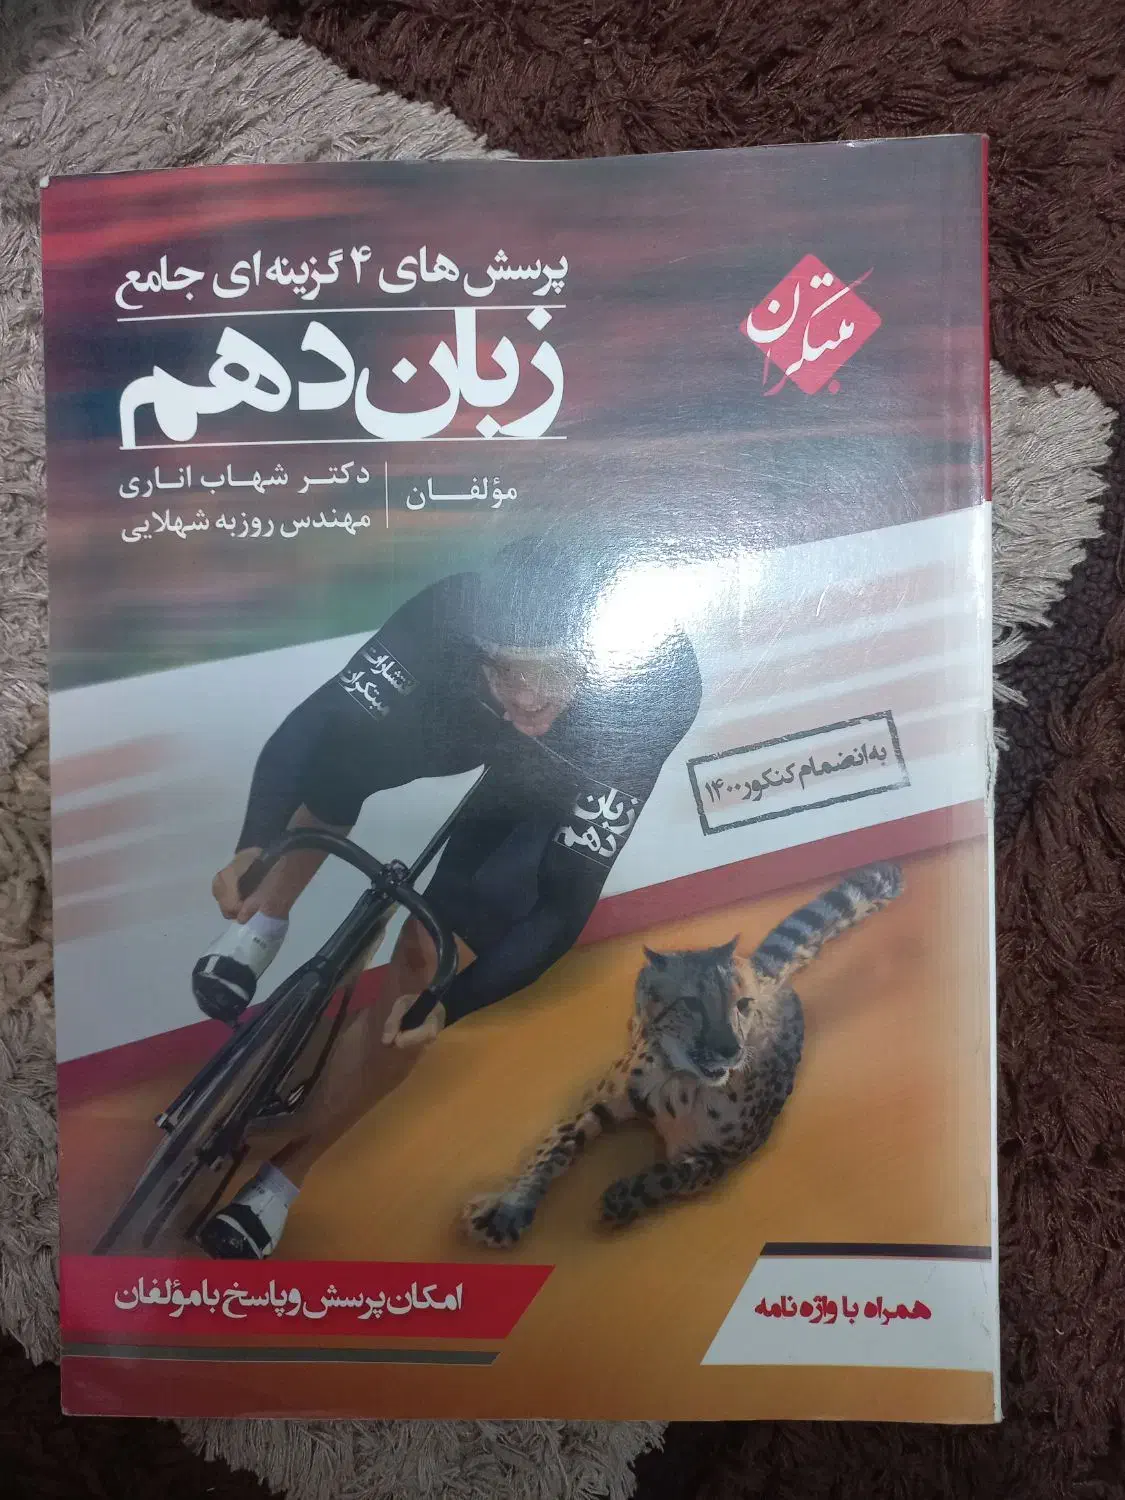 مبتکران
پرسش های ۴ گزینه ای جامع
زبان دهم
مؤلفان
دکتر شهاب اناری
مهندس روزبه شهلایی
انتشارات
مبتکران
زبان
دهم
به انضمام کنکور ۱۴۰۰
امکان پرسش و پاسخ با مؤلفان
همراه با واژه نامه